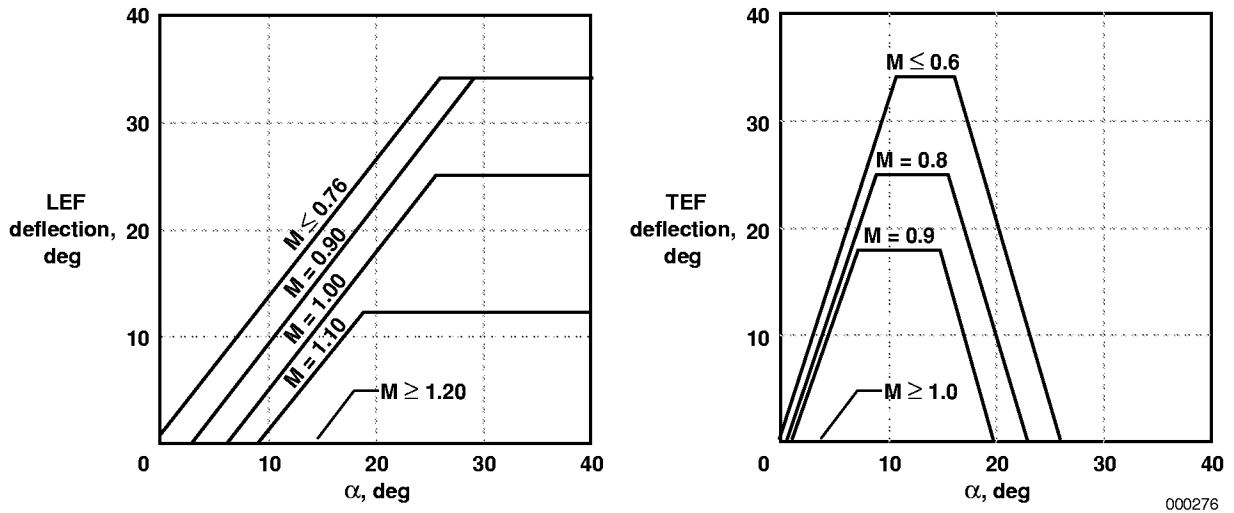 40
30
20
10
0
10
20
30
40
LEF
deflection,
deg
α, deg
M ≤ 0.76
M = 0.90
M = 1.00
M = 1.10
M ≥ 1.20
40
30
20
10
0
10
20
30
40
TEF
deflection,
deg
α, deg
M ≤ 0.6
M = 0.8
M = 0.9
M ≥ 1.0
000276